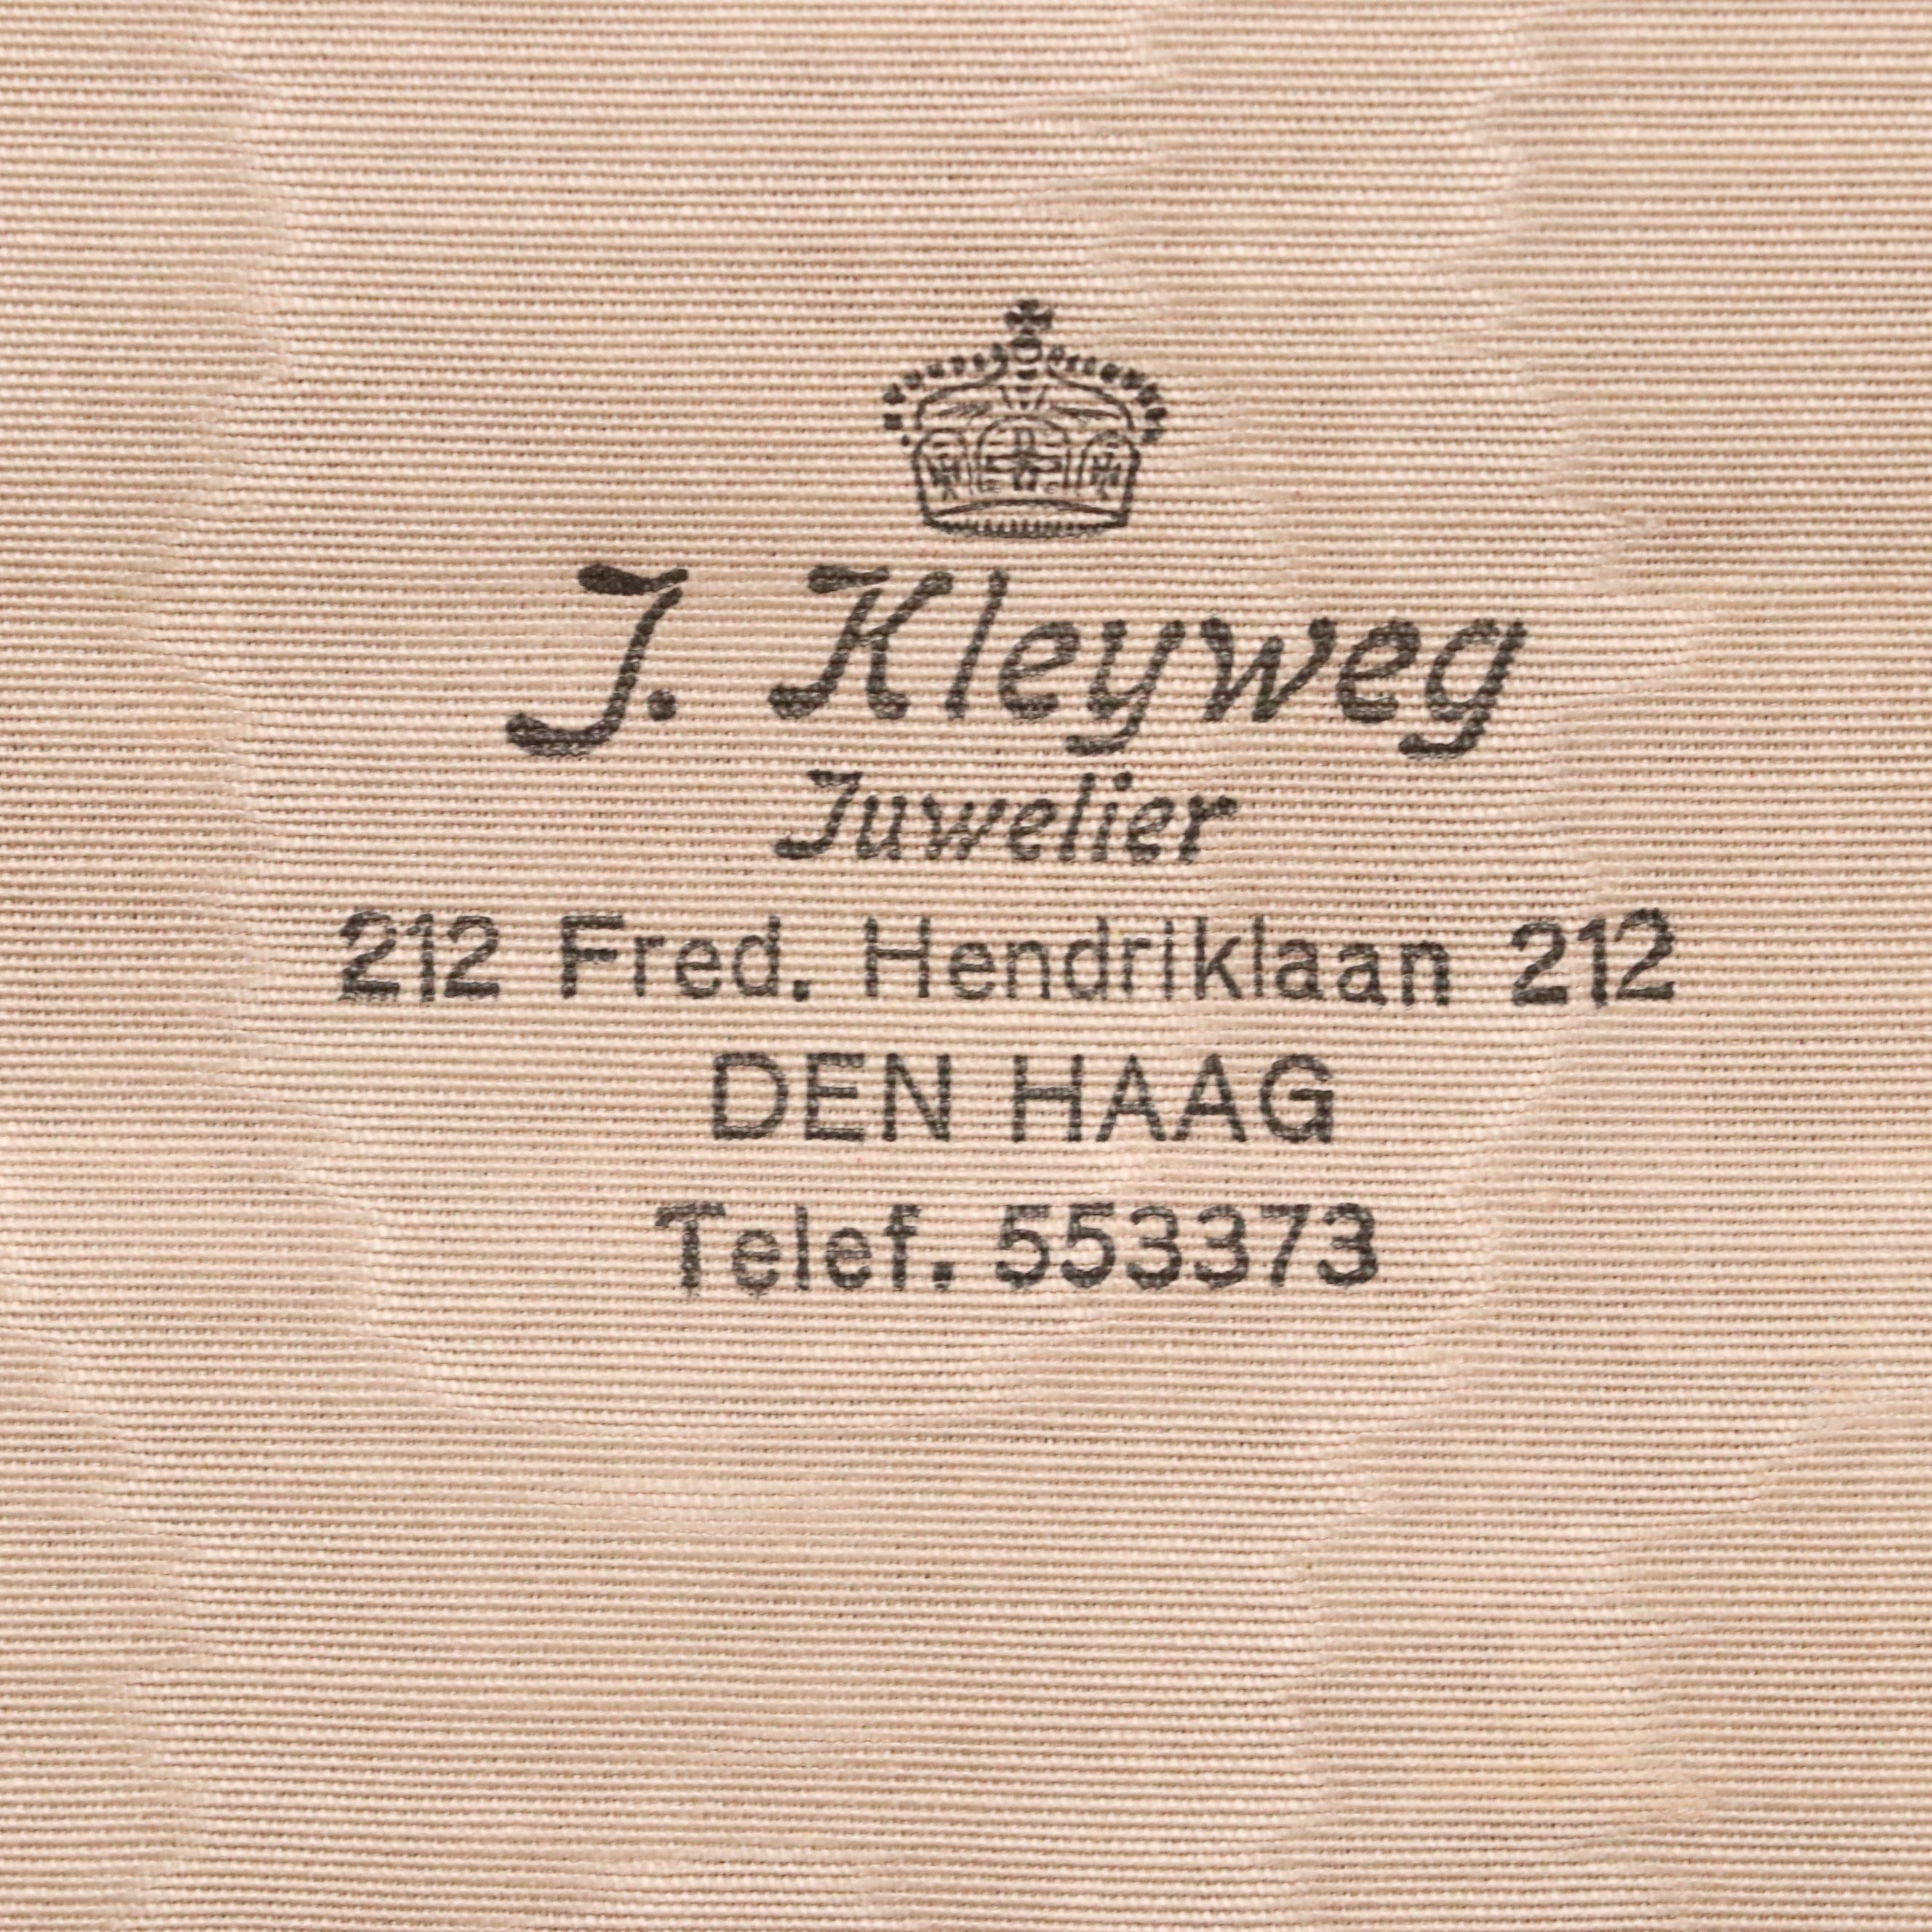 J. Kleyweg
Juwelier
212 Fred. Hendriklaan 212
DEN HAAG
Telef. 553373